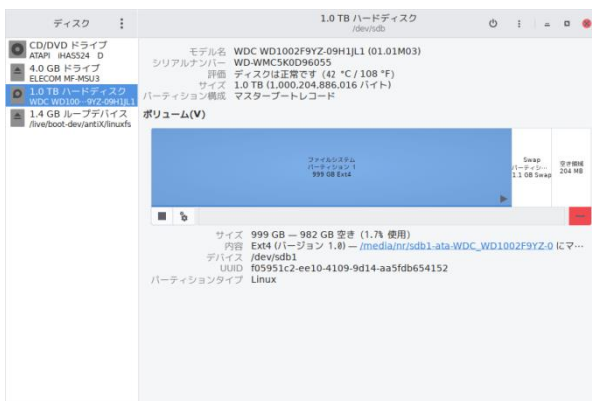 ディスク
1.0 TB ハードディスク
/dev/sdb
CD/DVD ドライブ
ATAPI iHAS524 D
4.0 GB ドライブ
ELECOM MF-MSU3
1.0 TB ハードディスク
WDC WD100…9YZ-09H1JL1
1.4 GB ループデバイス
/live/boot-dev/antiX/linuxfs
モデル名 WDC WD1002F9YZ-09H1JL1 (01.01M03)
シリアルナンバー WD-WMC5K0D96055
評価 ディスクは正常です (42 °C / 108 °F)
サイズ 1.0 TB (1,000,204,886,016 バイト)
パーティション構成 マスターブートレコード
ボリューム(V)
ファイルシステム
パーティション 1
999 GB Ext4
Swap
パーティシ…
1.1 GB Swap
空き領域
204 MB
サイズ 999 GB — 982 GB 空き (1.7% 使用)
内容 Ext4 (バージョン 1.0) — /media/nr/sdb1-ata-WDC_WD1002F9YZ-0 にマ…
デバイス /dev/sdb1
UUID f05951c2-ee10-4109-9d14-aa5fdb654152
パーティションタイプ Linux